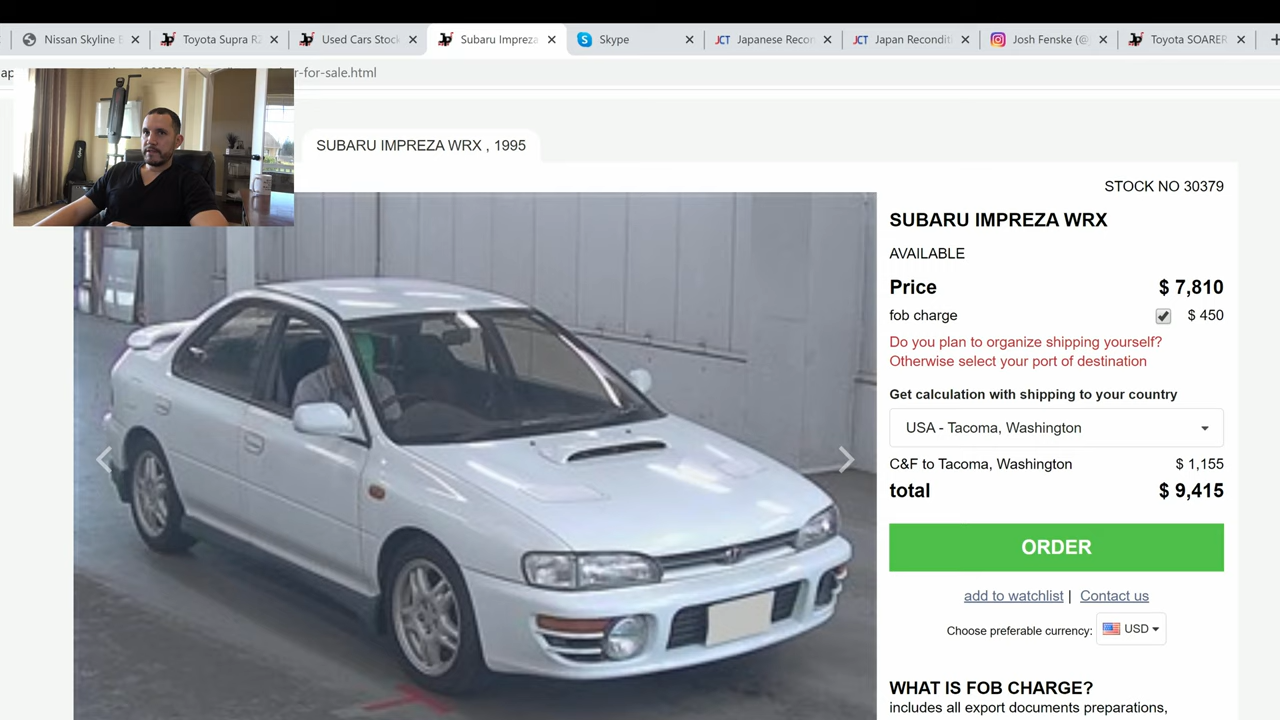 Nissan Skyline E
Toyota Supra RZ
Used Cars Stock
Subaru Impreza
Skype
JCT Japanese Recon
JCT Japan Recondit
Josh Fenske (@
Toyota SOARER
r-for-sale.html
SUBARU IMPREZA WRX , 1995
STOCK NO 30379
SUBARU IMPREZA WRX
AVAILABLE
Price $ 7,810
fob charge $ 450
Do you plan to organize shipping yourself?
Otherwise select your port of destination
Get calculation with shipping to your country
USA - Tacoma, Washington
C&F to Tacoma, Washington $ 1,155
total $ 9,415
ORDER
add to watchlist | Contact us
Choose preferable currency: USD
WHAT IS FOB CHARGE?
includes all export documents preparations,